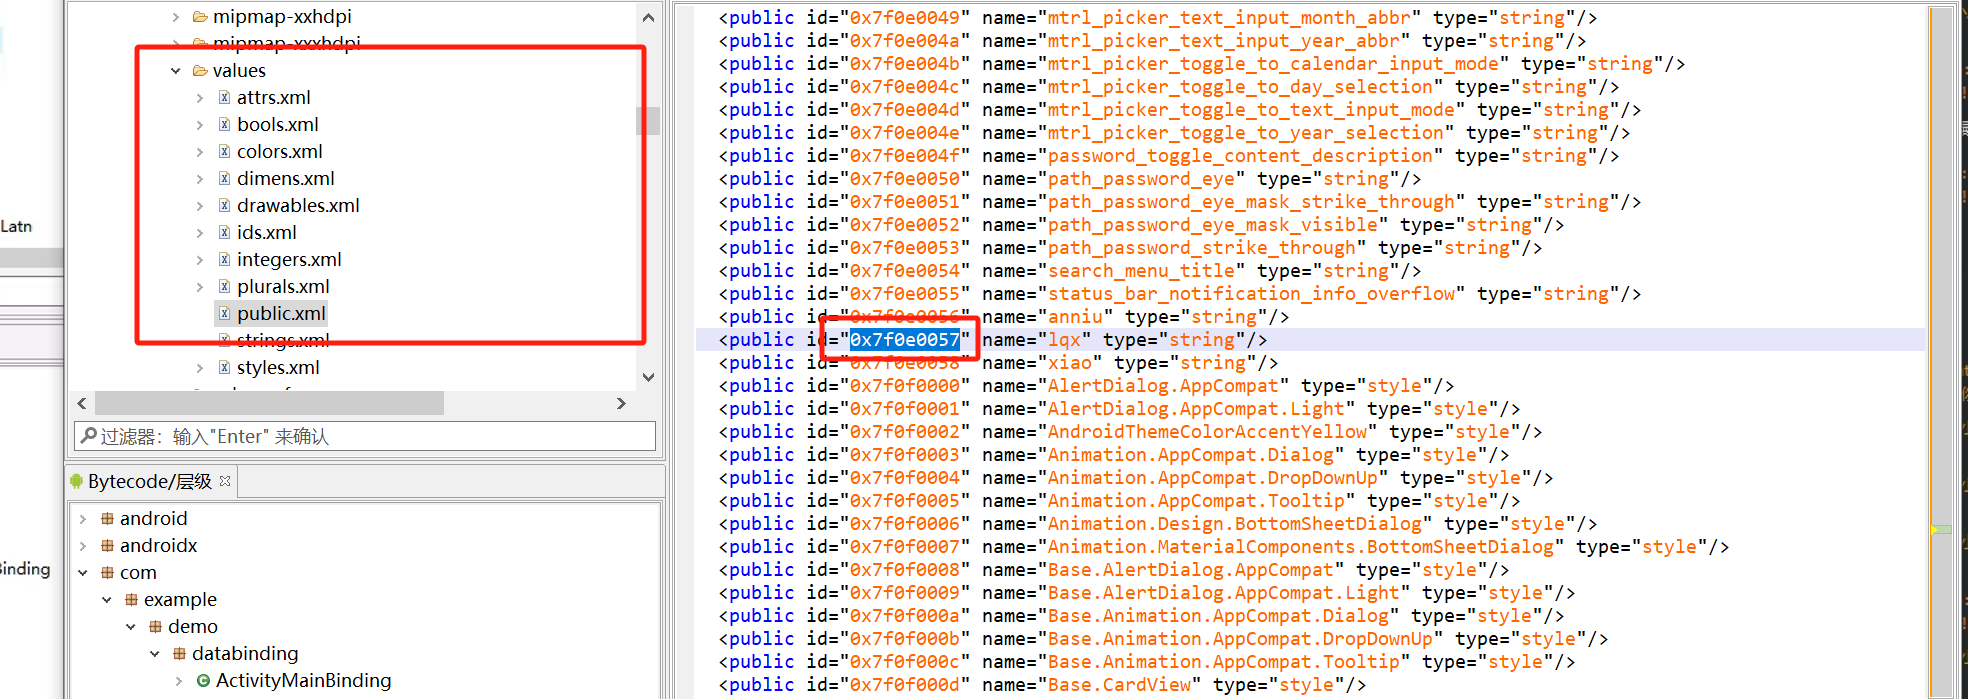 mipmap-xxhdpi
mipmap-xxxhdpi
values
attrs.xml
bools.xml
colors.xml
dimens.xml
drawables.xml
ids.xml
integers.xml
plurals.xml
public.xml
strings.xml
styles.xml
过滤器：输入"Enter" 来确认
Bytecode/层级
android
androidx
com
example
demo
databinding
ActivityMainBinding
Latn
Binding
<public id="0x7f0e0049" name="mtrl_picker_text_input_month_abbr" type="string"/>
<public id="0x7f0e004a" name="mtrl_picker_text_input_year_abbr" type="string"/>
<public id="0x7f0e004b" name="mtrl_picker_toggle_to_calendar_input_mode" type="string"/>
<public id="0x7f0e004c" name="mtrl_picker_toggle_to_day_selection" type="string"/>
<public id="0x7f0e004d" name="mtrl_picker_toggle_to_text_input_mode" type="string"/>
<public id="0x7f0e004e" name="mtrl_picker_toggle_to_year_selection" type="string"/>
<public id="0x7f0e004f" name="password_toggle_content_description" type="string"/>
<public id="0x7f0e0050" name="path_password_eye" type="string"/>
<public id="0x7f0e0051" name="path_password_eye_mask_strike_through" type="string"/>
<public id="0x7f0e0052" name="path_password_eye_mask_visible" type="string"/>
<public id="0x7f0e0053" name="path_password_strike_through" type="string"/>
<public id="0x7f0e0054" name="search_menu_title" type="string"/>
<public id="0x7f0e0055" name="status_bar_notification_info_overflow" type="string"/>
<public id="0x7f0e0056" name="anniu" type="string"/>
<public id="0x7f0e0057" name="lqx" type="string"/>
<public id="0x7f0e0058" name="xiao" type="string"/>
<public id="0x7f0f0000" name="AlertDialog.AppCompat" type="style"/>
<public id="0x7f0f0001" name="AlertDialog.AppCompat.Light" type="style"/>
<public id="0x7f0f0002" name="AndroidThemeColorAccentYellow" type="style"/>
<public id="0x7f0f0003" name="Animation.AppCompat.Dialog" type="style"/>
<public id="0x7f0f0004" name="Animation.AppCompat.DropDownUp" type="style"/>
<public id="0x7f0f0005" name="Animation.AppCompat.Tooltip" type="style"/>
<public id="0x7f0f0006" name="Animation.Design.BottomSheetDialog" type="style"/>
<public id="0x7f0f0007" name="Animation.MaterialComponents.BottomSheetDialog" type="style"/>
<public id="0x7f0f0008" name="Base.AlertDialog.AppCompat" type="style"/>
<public id="0x7f0f0009" name="Base.AlertDialog.AppCompat.Light" type="style"/>
<public id="0x7f0f000a" name="Base.Animation.AppCompat.Dialog" type="style"/>
<public id="0x7f0f000b" name="Base.Animation.AppCompat.DropDownUp" type="style"/>
<public id="0x7f0f000c" name="Base.Animation.AppCompat.Tooltip" type="style"/>
<public id="0x7f0f000d" name="Base.CardView" type="style"/>